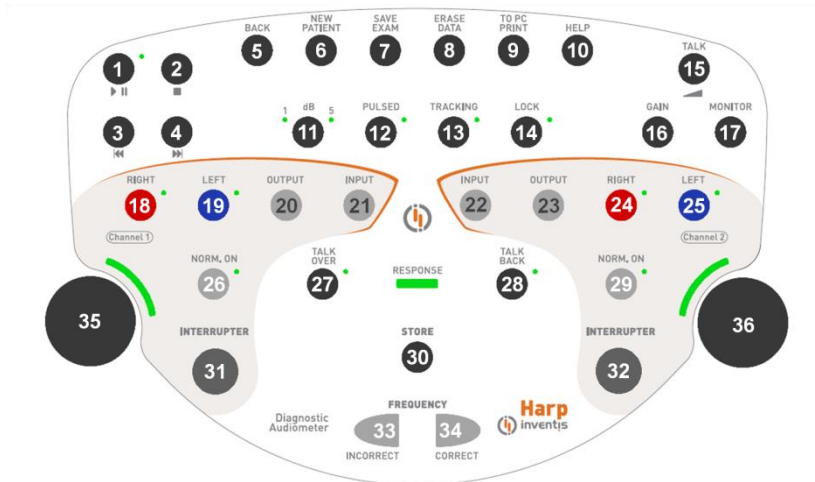 BACK
NEW
PATIENT
SAVE
EXAM
ERASE
DATA
TO PC
PRINT
HELP
TALK
5
6
7
8
9
10
1
2
15
dB
1
5
PULSED
TRACKING
LOCK
GAIN
MONITOR
3
4
11
12
13
14
16
17
RIGHT
LEFT
OUTPUT
INPUT
INPUT
OUTPUT
RIGHT
LEFT
18
19
20
21
22
23
24
25
Channel 1
Channel 2
NORM. ON
TALK
OVER
RESPONSE
TALK
BACK
NORM. ON
26
27
28
29
35
36
INTERRUPTER
STORE
INTERRUPTER
31
30
32
FREQUENCY
Diagnostic
Audiometer
33
34
Harp
inventis
INCORRECT
CORRECT